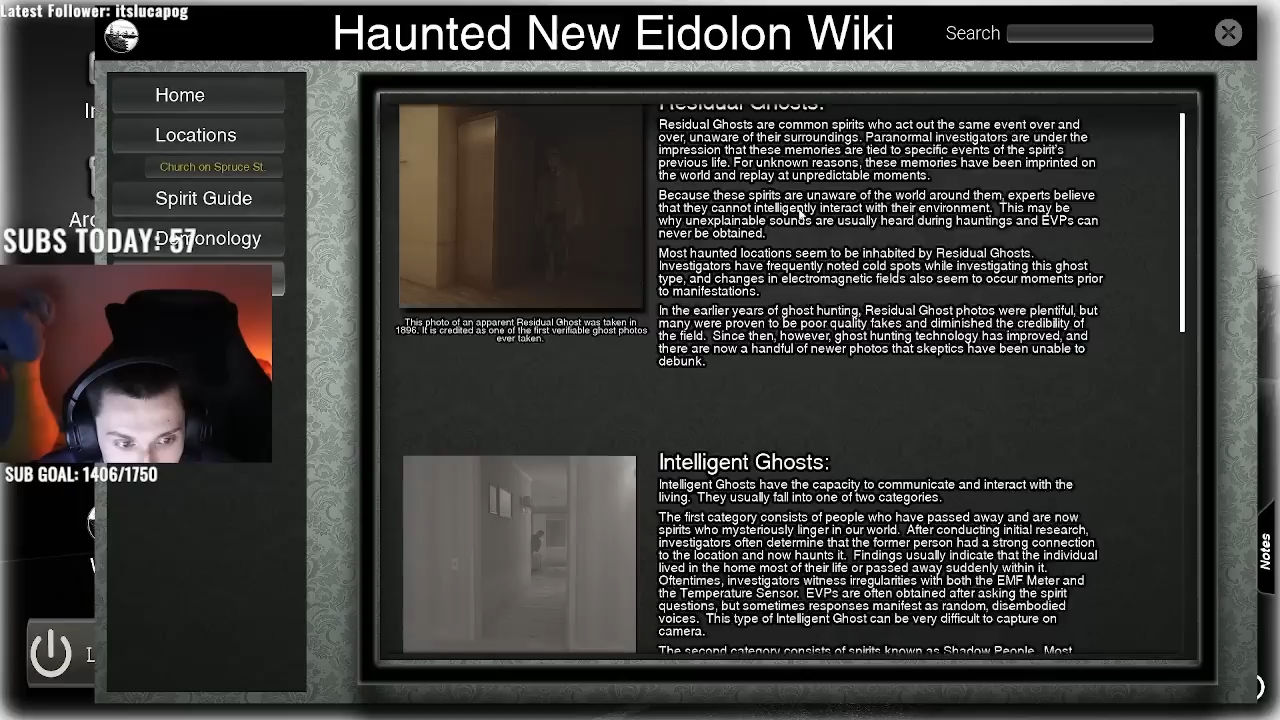 Latest Follower: itslucapog
Haunted New Eidolon Wiki
Search
Home
Locations
Church on Spruce St.
Spirit Guide
Demonology
SUBS TODAY: 57
SUB GOAL: 1406/1750
Residual Ghosts:
Residual Ghosts are common spirits who act out the same event over and
over, unaware of their surroundings. Paranormal investigators are under the
impression that these memories are tied to specific events of the spirit's
previous life. For unknown reasons, these memories have been imprinted on
the world and replay at unpredictable moments.
Because these spirits are unaware of the world around them, experts believe
that they cannot intelligently interact with their environment. This may be
why unexplainable sounds are usually heard during hauntings and EVPs can
never be obtained.
Most haunted locations seem to be inhabited by Residual Ghosts.
Investigators have frequently noted cold spots while investigating this ghost
type, and changes in electromagnetic fields also seem to occur moments prior
to manifestations.
In the earlier years of ghost hunting, Residual Ghost photos were plentiful, but
many were proven to be poor quality fakes and diminished the credibility of
the field. Since then, however, ghost hunting technology has improved, and
there are now a handful of newer photos that skeptics have been unable to
debunk.
This photo of an apparent Residual Ghost was taken in
1896. It is credited as one of the first verifiable ghost photos
ever taken.
Intelligent Ghosts:
Intelligent Ghosts have the capacity to communicate and interact with the
living. They usually fall into one of two categories.
The first category consists of people who have passed away and are now
spirits who mysteriously linger in our world. After conducting initial research,
investigators often determine that the former person had a strong connection
to the location and now haunts it. Findings usually indicate that the individual
lived in the home most of their life or passed away suddenly within it.
Oftentimes, investigators witness irregularities with both the EMF Meter and
the Temperature Sensor. EVPs are often obtained after asking the spirit
questions, but sometimes responses manifest as random, disembodied
voices. This type of Intelligent Ghost can be very difficult to capture on
camera.
The second category consists of spirits known as Shadow People. Most
Notes